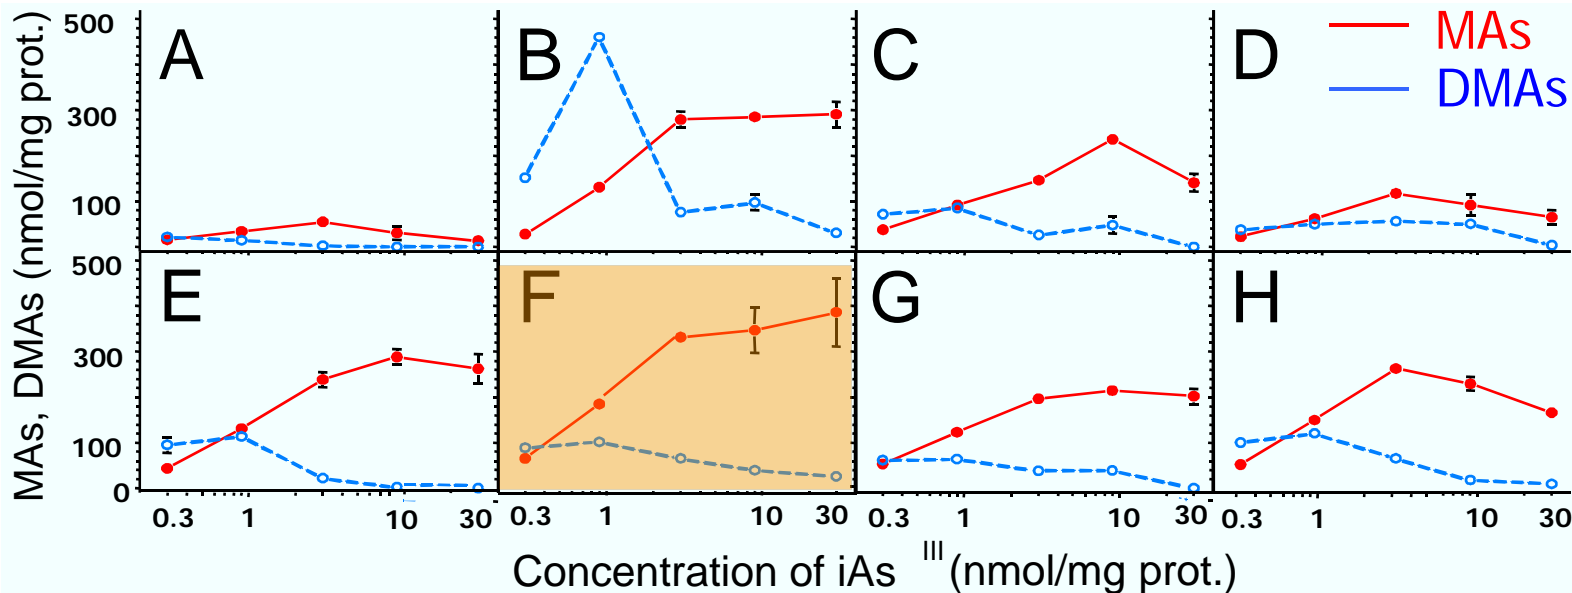 MAs, DMAs (nmol/mg prot.)
500
300
100
A
B
C
D
MAs
DMAs
500
300
100
0
E
F
G
H
0.3 1 10 30
0.3 1 10 30
0.3 1 10 30
0.3 1 10 30
Concentration of iAs III (nmol/mg prot.)